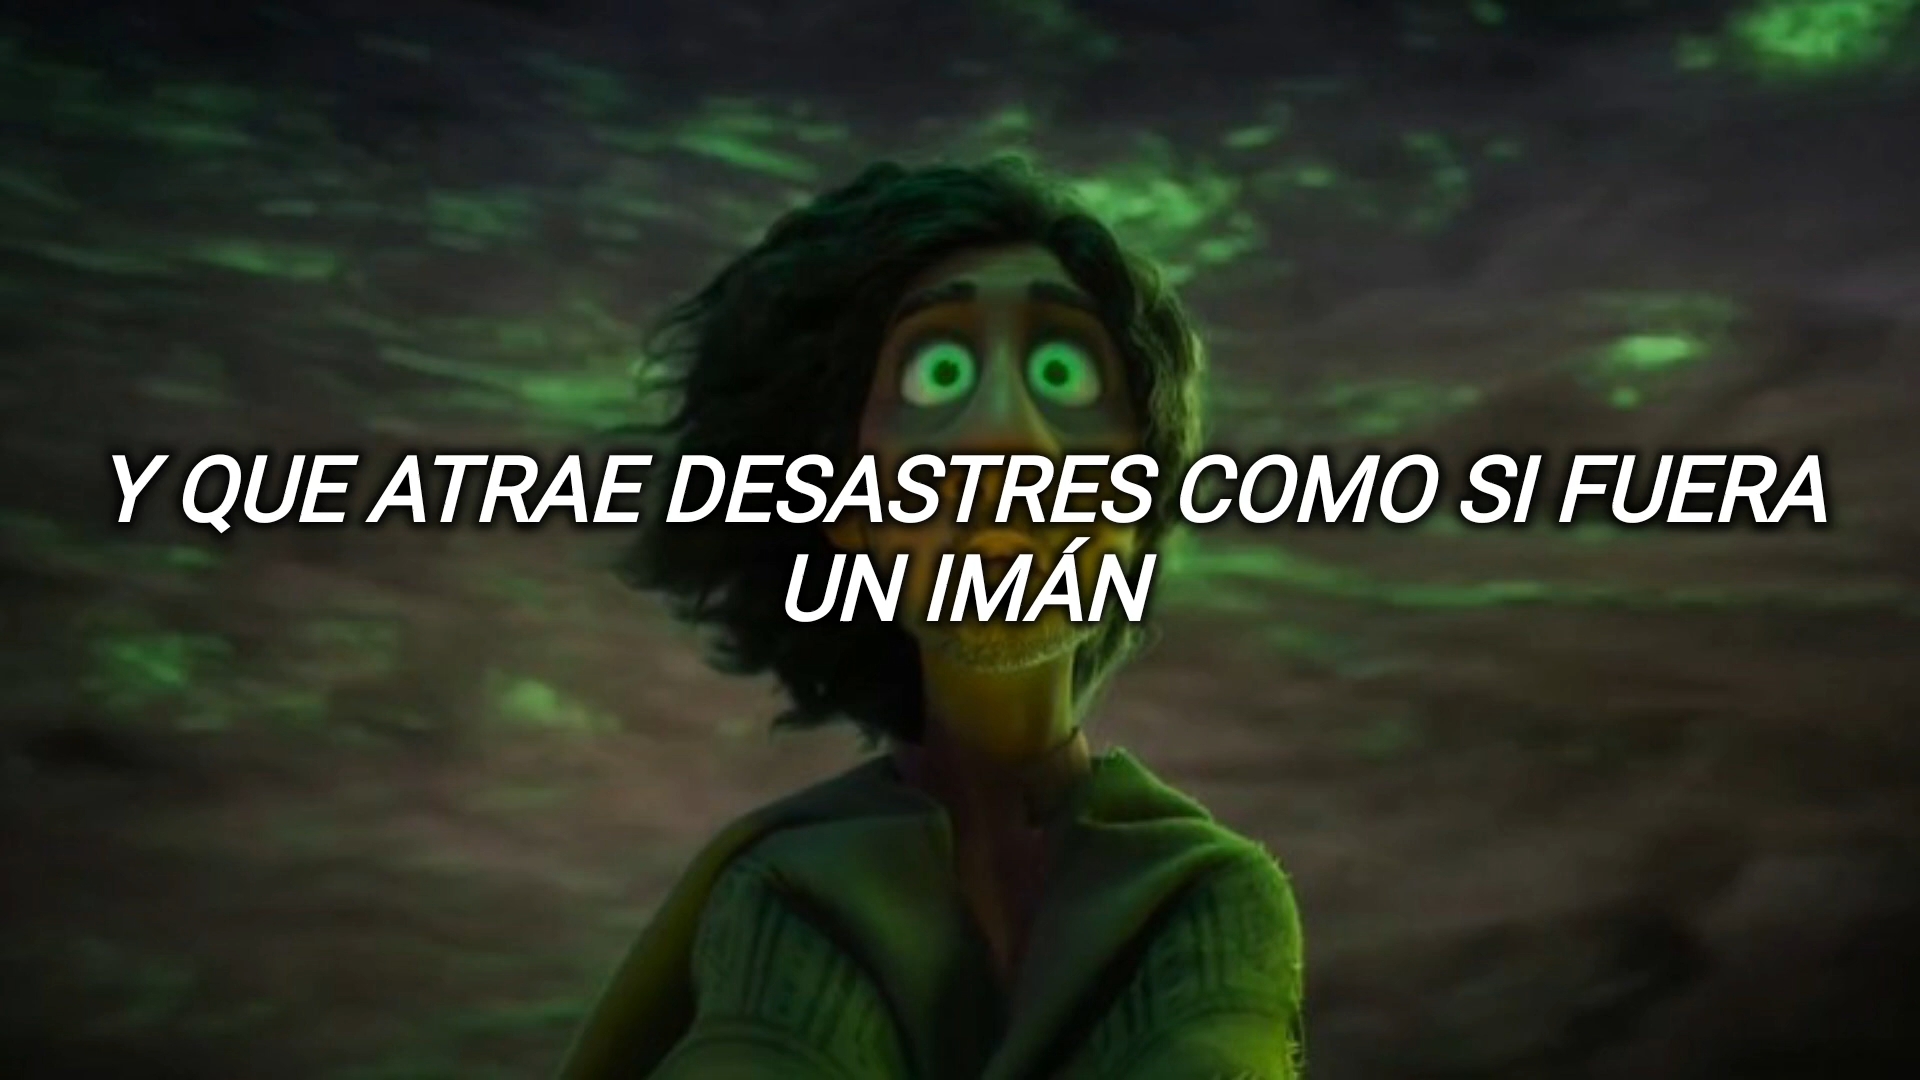 Y QUE ATRAE DESASTRES COMO SI FUERA
UN IMÁN